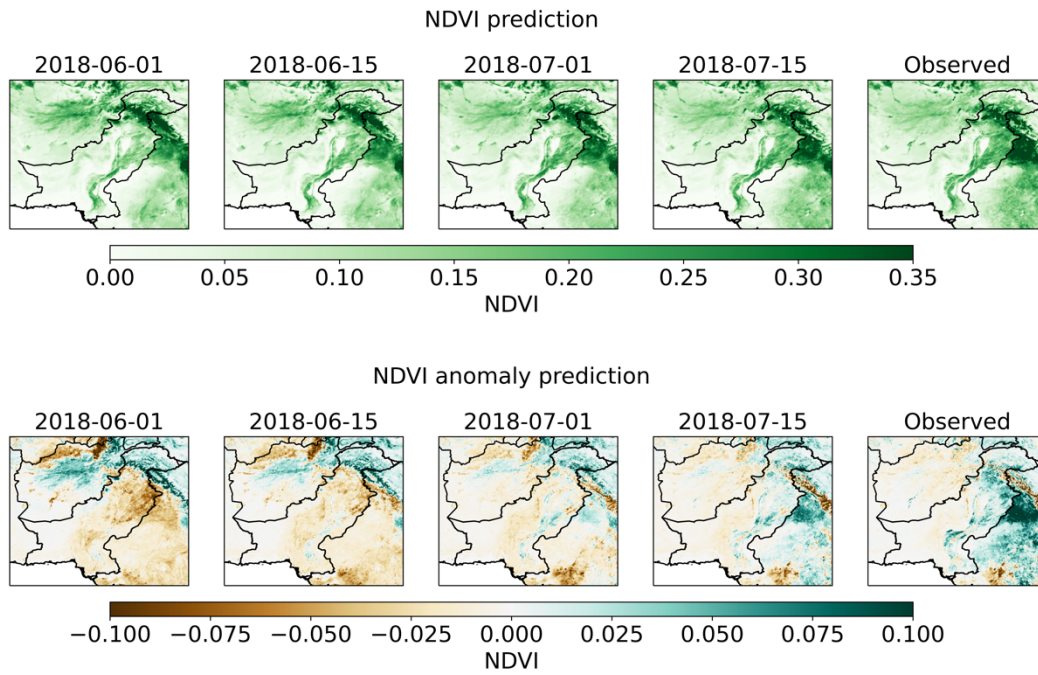 NDVI prediction
2018-06-01 2018-06-15 2018-07-01 2018-07-15 Observed
0.00 0.05 0.10 0.15 0.20 0.25 0.30 0.35
NDVI
NDVI anomaly prediction
2018-06-01 2018-06-15 2018-07-01 2018-07-15 Observed
−0.100 −0.075 −0.050 −0.025 0.000 0.025 0.050 0.075 0.100
NDVI